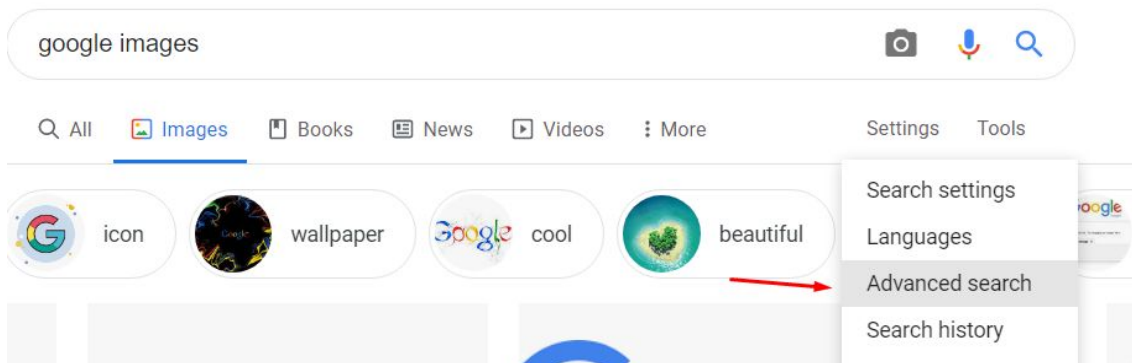 google images
All Images Books News Videos More Settings Tools
Search settings
icon wallpaper Google cool beautiful
Languages
Advanced search
Search history